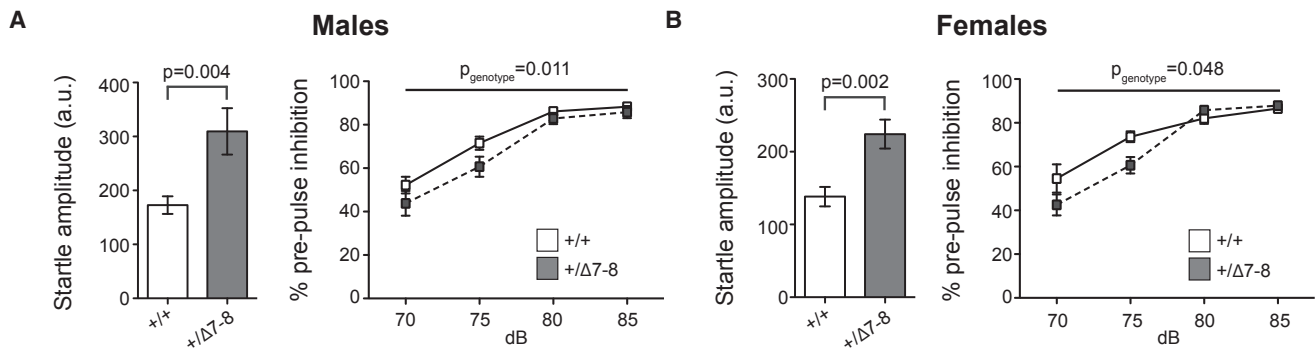 A
Males
Startle amplitude (a.u.)
400
300
200
100
0
p=0.004
+/+
+/Δ7-8
% pre-pulse inhibition
100
80
60
40
20
0
p_genotype=0.011
+/+
+/Δ7-8
70 75 80 85
dB
B
Females
Startle amplitude (a.u.)
300
200
100
0
p=0.002
+/+
+/Δ7-8
% pre-pulse inhibition
100
80
60
40
20
0
p_genotype=0.048
+/+
+/Δ7-8
70 75 80 85
dB